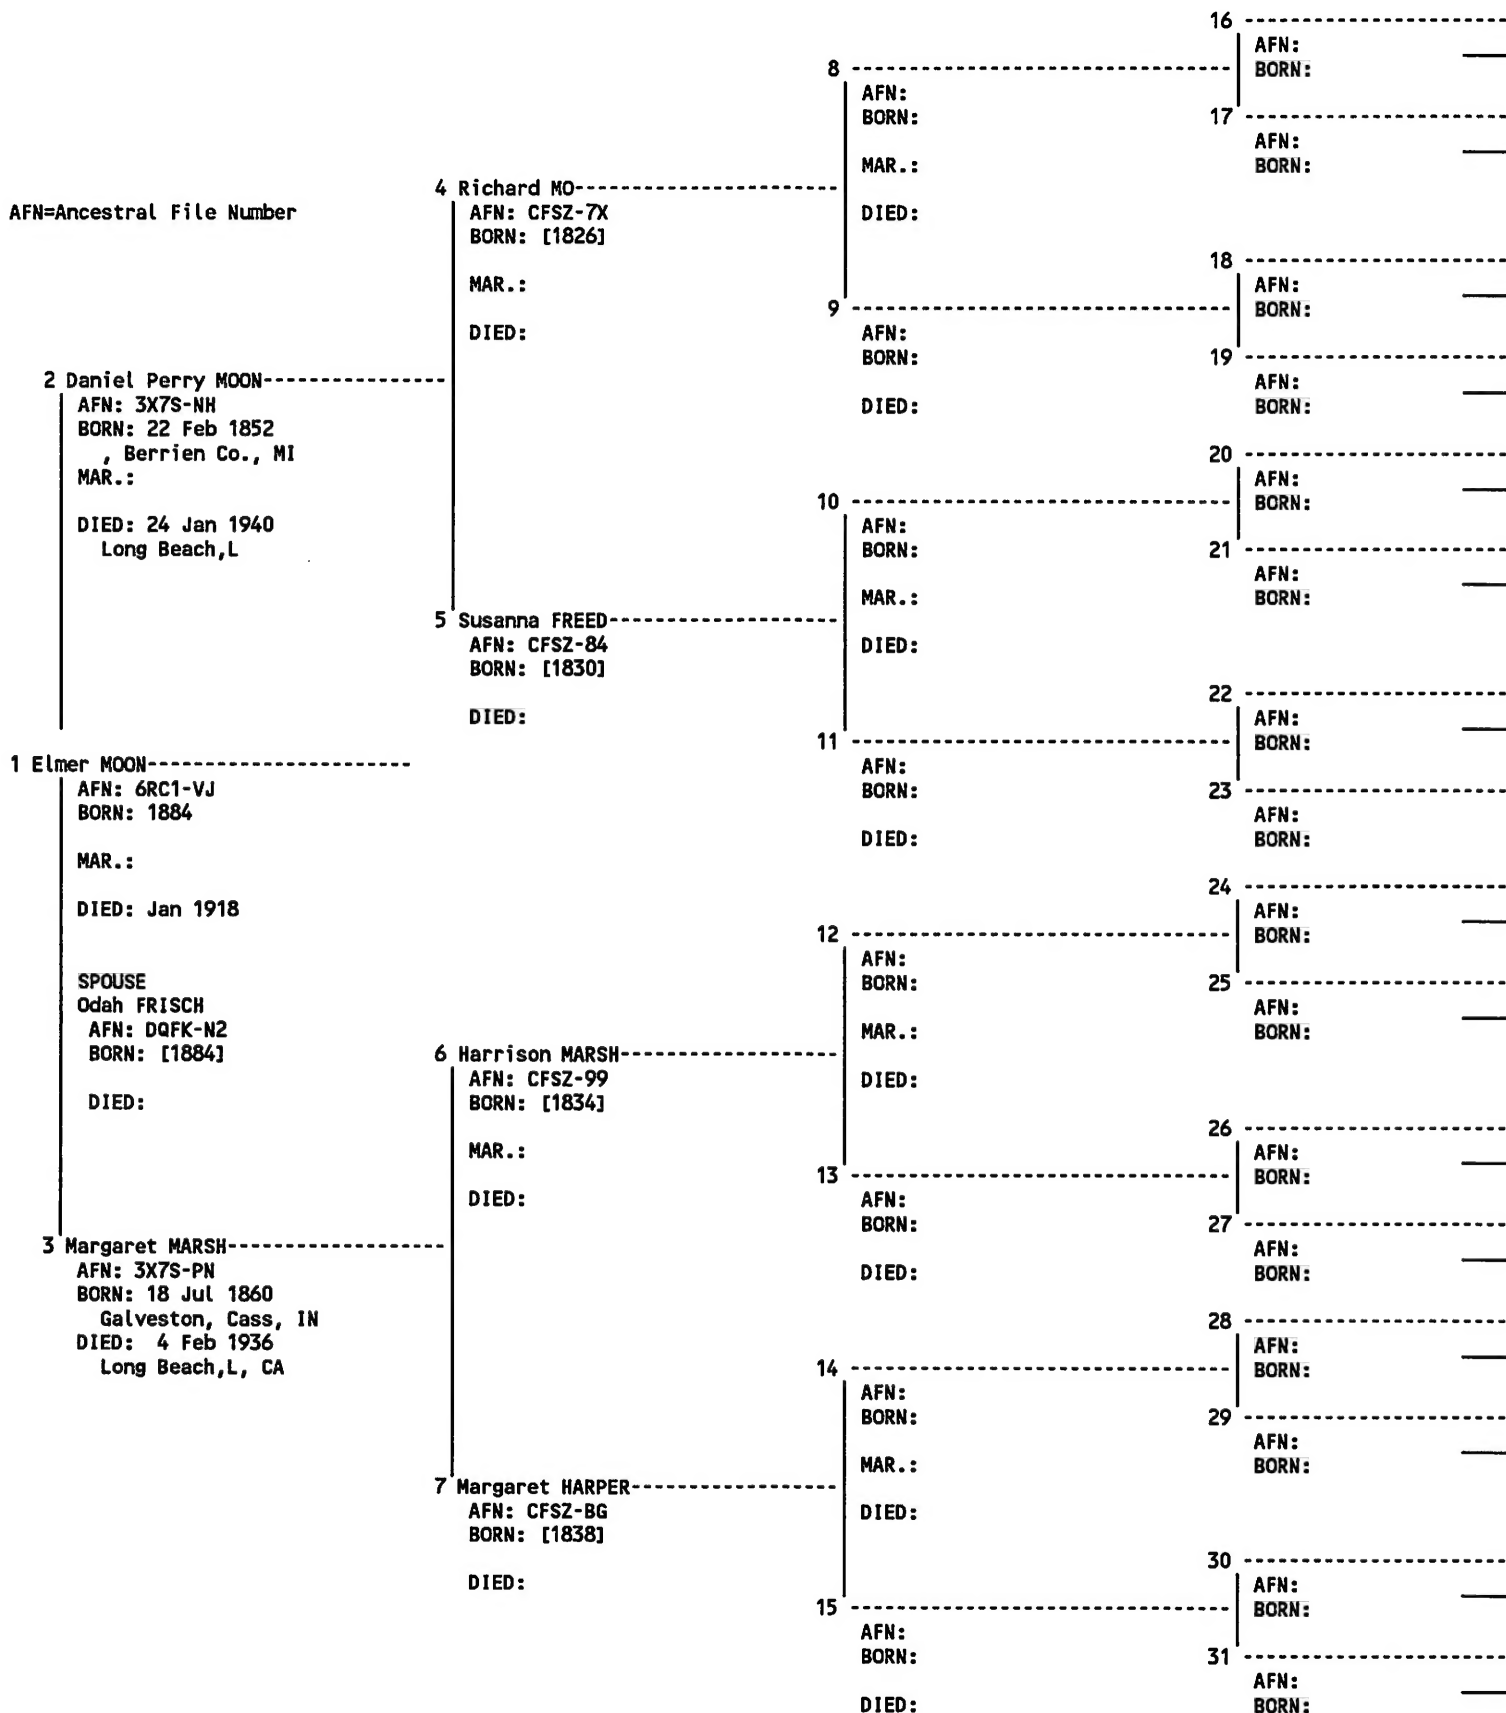 AFN=Ancestral File Number
1 Elmer MOON
AFN: 6RC1-VJ
BORN: 1884
MAR.:
DIED: Jan 1918
SPOUSE
Odah FRISCH
AFN: DQFK-N2
BORN: [1884]
DIED:
2 Daniel Perry MOON
AFN: 3X7S-NH
BORN: 22 Feb 1852
, Berrien Co., MI
MAR.:
DIED: 24 Jan 1940
Long Beach,L
3 Margaret MARSH
AFN: 3X7S-PN
BORN: 18 Jul 1860
Galveston, Cass, IN
DIED: 4 Feb 1936
Long Beach,L, CA
4 Richard MO
AFN: CFSZ-7X
BORN: [1826]
MAR.:
DIED:
5 Susanna FREED
AFN: CFSZ-84
BORN: [1830]
DIED:
6 Harrison MARSH
AFN: CFSZ-99
BORN: [1834]
MAR.:
DIED:
7 Margaret HARPER
AFN: CFSZ-BG
BORN: [1838]
DIED:
8
AFN:
BORN:
MAR.:
DIED:
9
AFN:
BORN:
DIED:
10
AFN:
BORN:
MAR.:
DIED:
11
AFN:
BORN:
DIED:
12
AFN:
BORN:
MAR.:
DIED:
13
AFN:
BORN:
DIED:
14
AFN:
BORN:
MAR.:
DIED:
15
AFN:
BORN:
DIED:
16
AFN:
BORN:
17
AFN:
BORN:
18
AFN:
BORN:
19
AFN:
BORN:
20
AFN:
BORN:
21
AFN:
BORN:
22
AFN:
BORN:
23
AFN:
BORN:
24
AFN:
BORN:
25
AFN:
BORN:
26
AFN:
BORN:
27
AFN:
BORN:
28
AFN:
BORN:
29
AFN:
BORN:
30
AFN:
BORN:
31
AFN:
BORN: